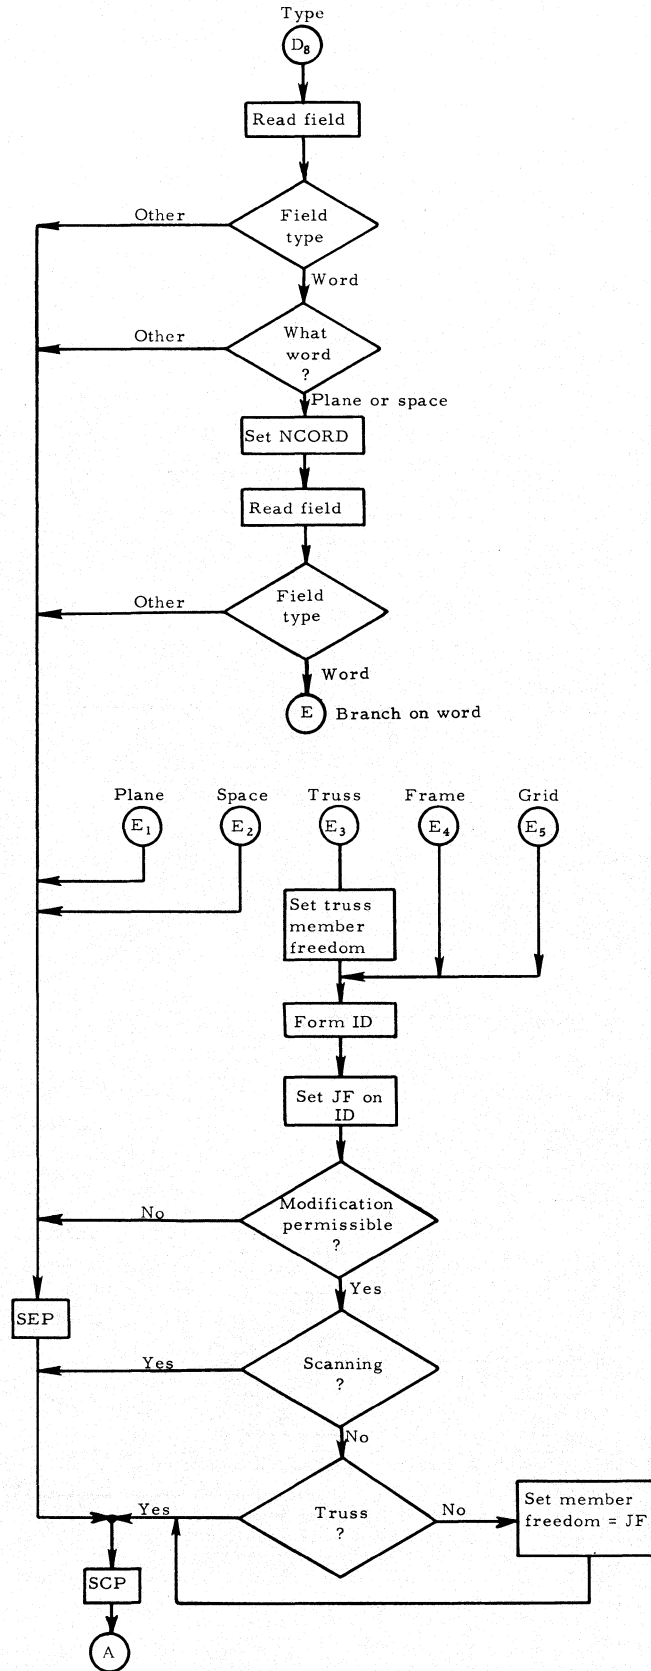 Type
D8
Read field
Other
Field
type
Word
Other
What
word
?
Plane or space
Set NCORD
Read field
Other
Field
type
Word
E
Branch on word
Plane
Space
Truss
Frame
Grid
E1
E2
E3
E4
E5
Set truss
member
freedom
Form ID
Set JF on
ID
No
Modification
permissible
?
Yes
SEP
Yes
Scanning
?
No
Yes
Truss
?
No
Set member
freedom = JF
SCP
A